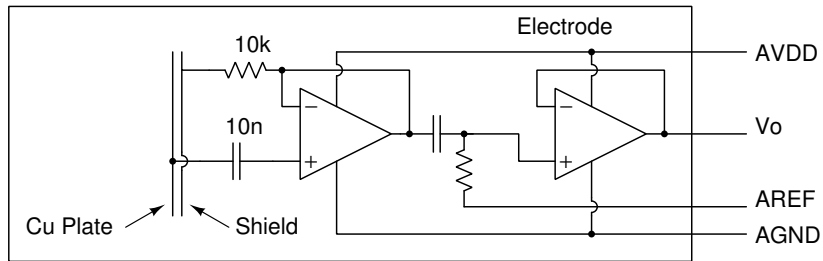 Electrode
10k
AVDD
10n
Vo
AREF
Cu Plate
Shield
AGND